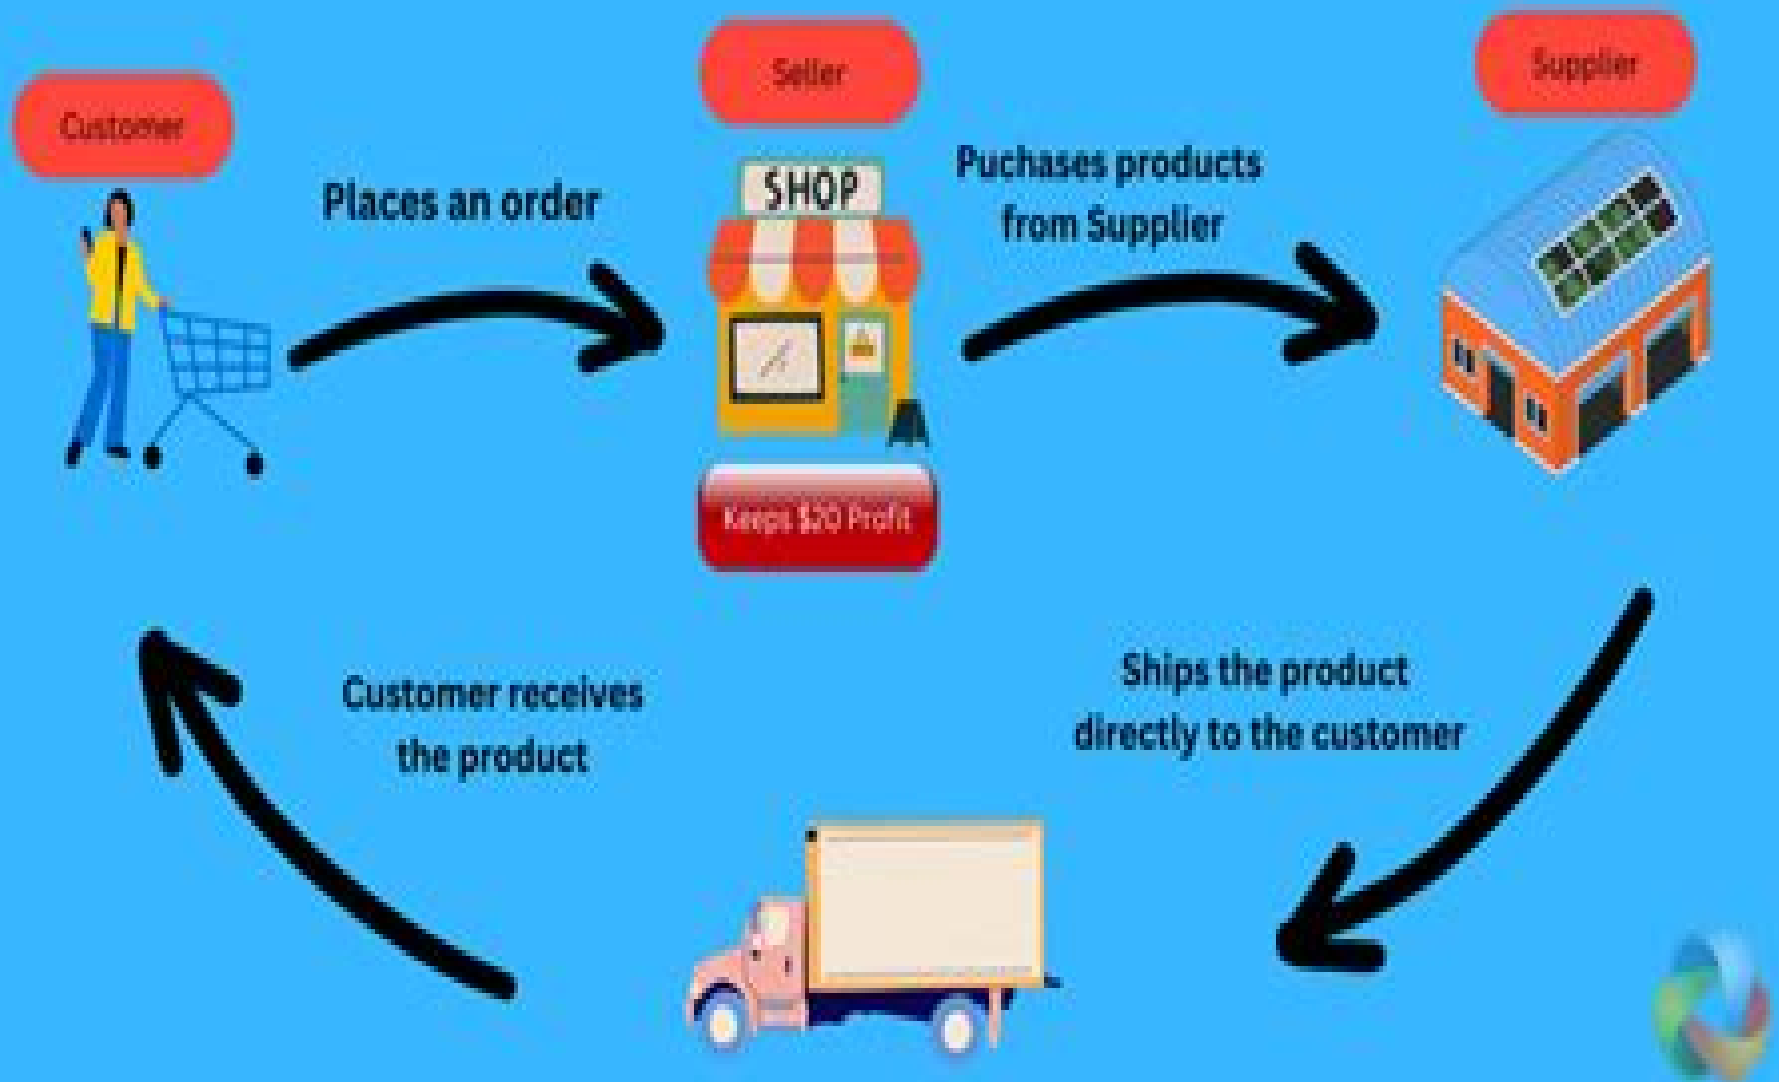 Customer
Places an order
Seller
SHOP
Keeps $20 Profit
Puchases products
from Supplier
Supplier
Ships the product
directly to the customer
Customer receives
the product